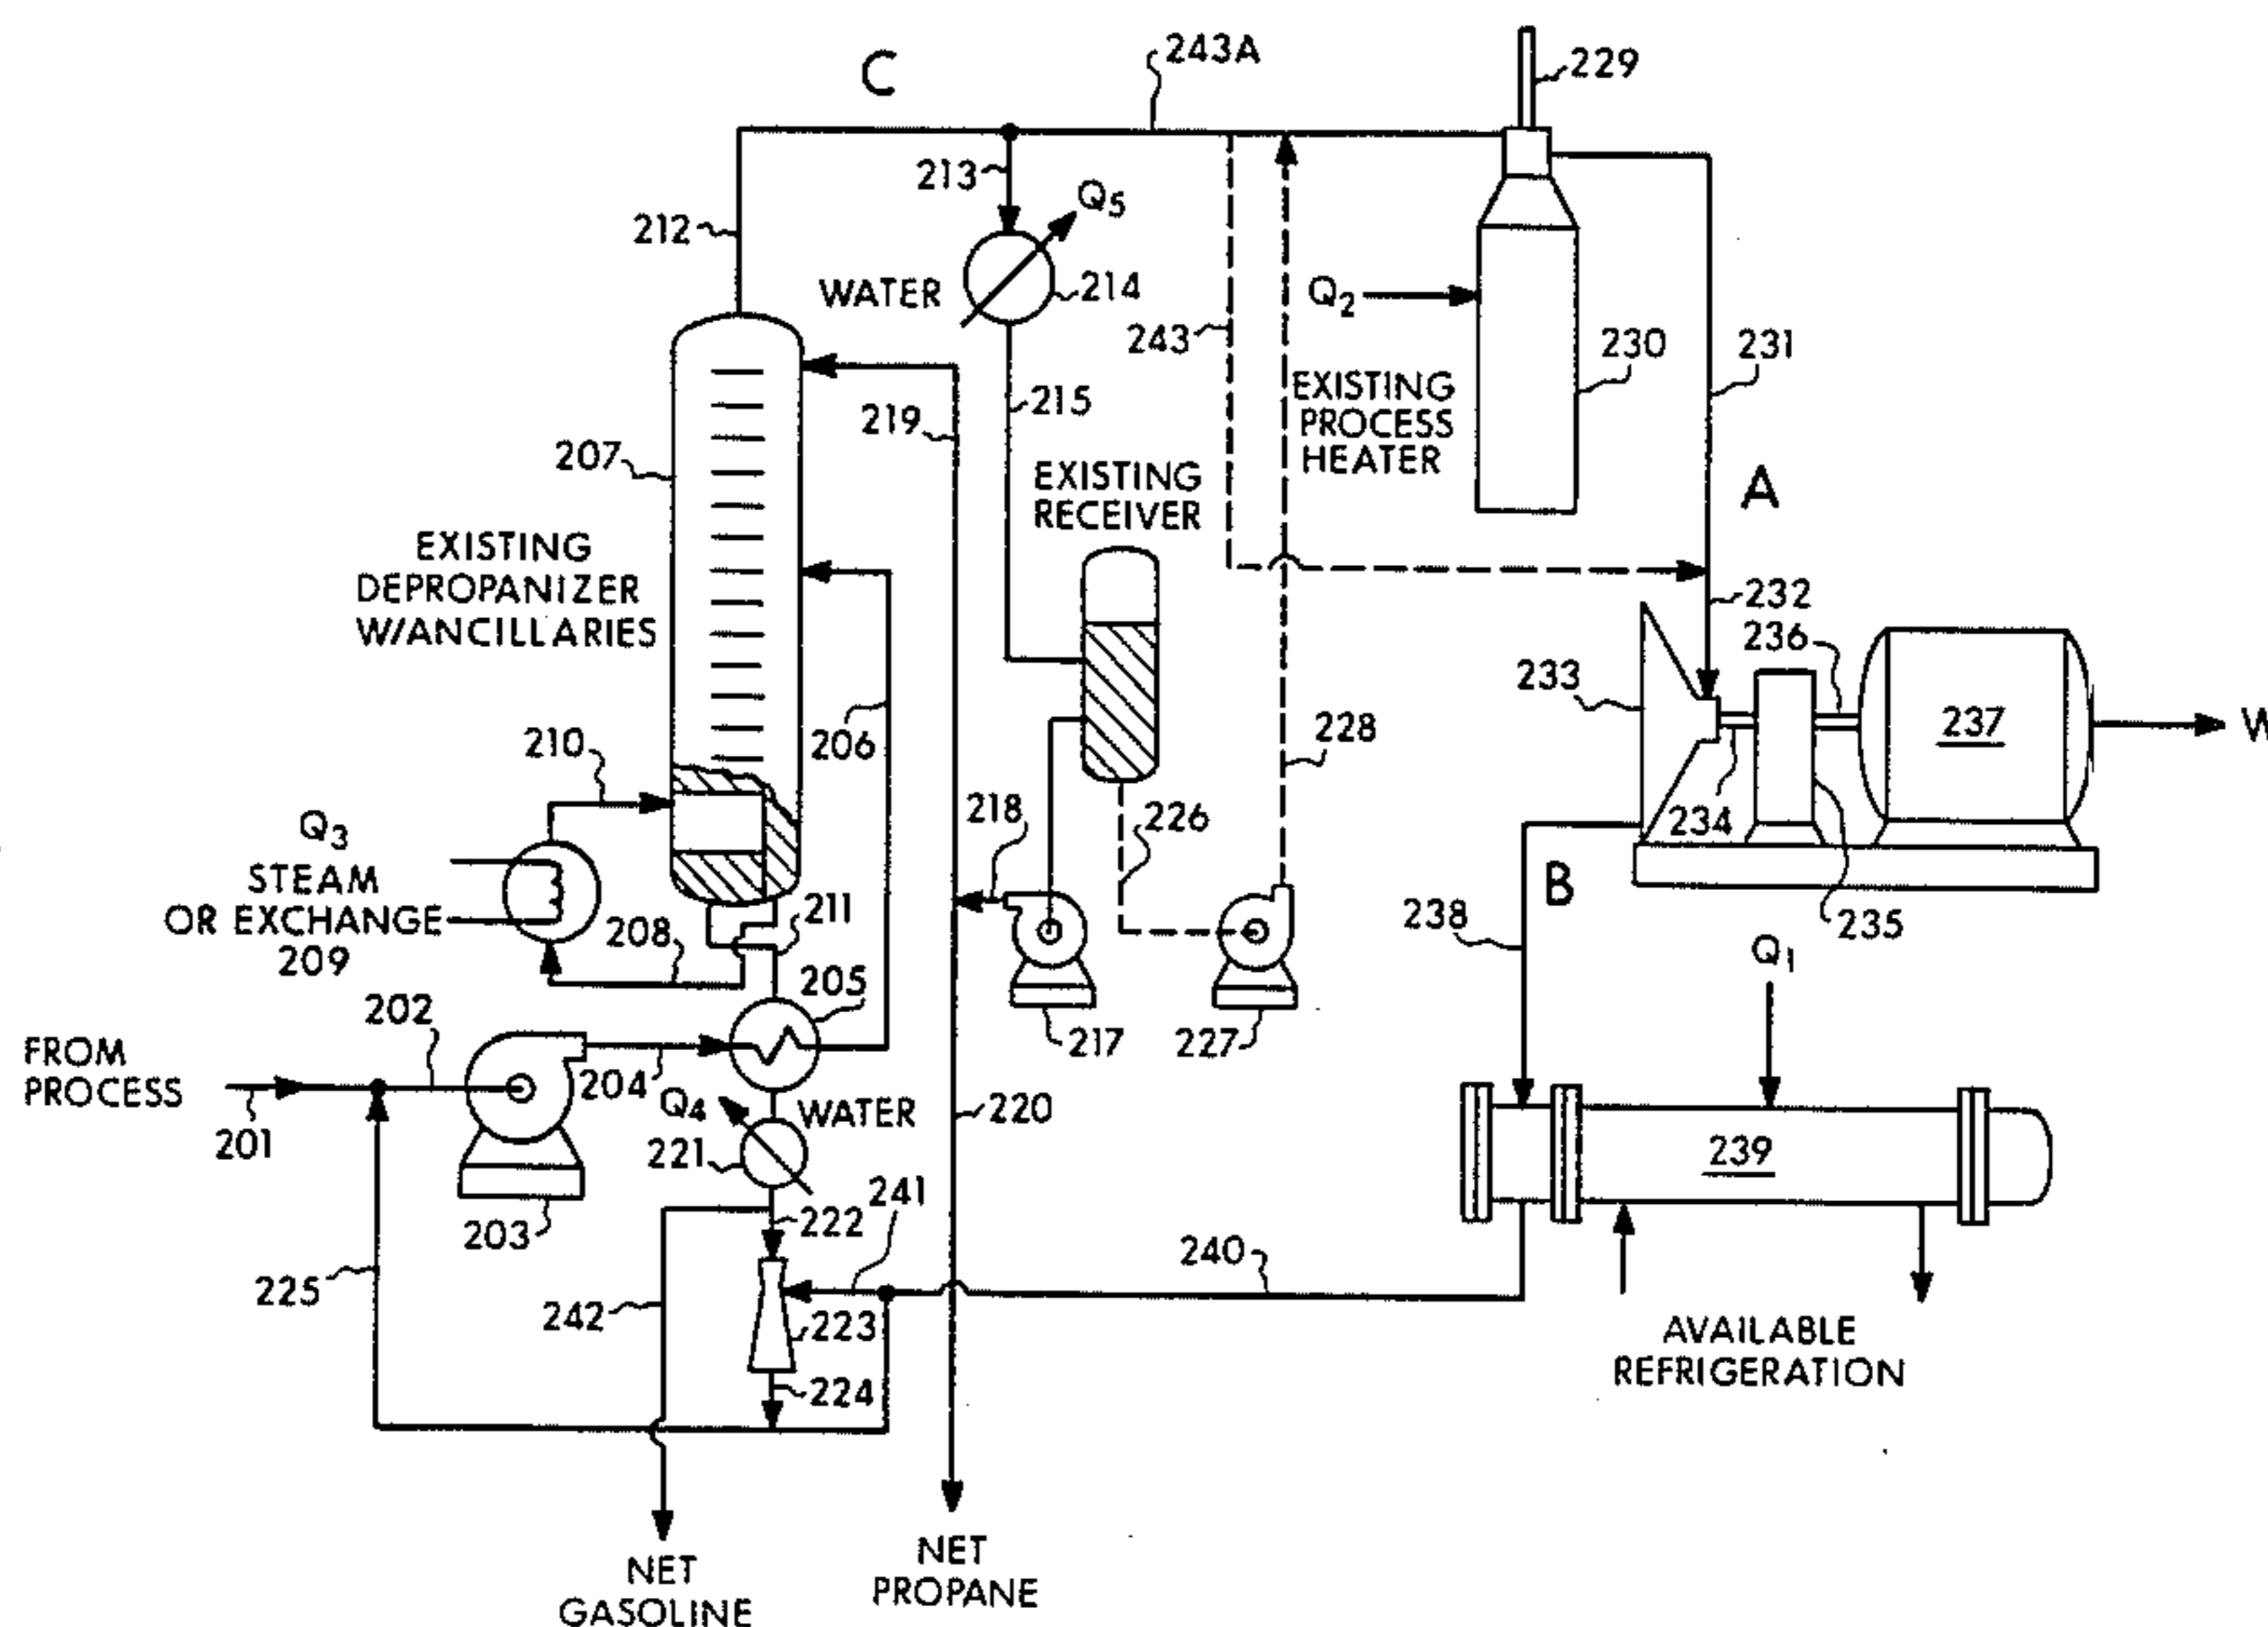 C
243A
229
213
Q5
212
WATER
214
Q2
243
230
231
EXISTING
PROCESS
HEATER
215
219
207
EXISTING
RECEIVER
A
EXISTING
DEPROPANIZER
W/ANCILLARIES
232
236
233
237
W
206
210
228
218
226
234
Q3
STEAM
OR EXCHANGE
209
211
208
B
238
235
Q1
205
202
FROM
PROCESS
217
227
204
201
Q4
WATER
220
221
239
203
241
222
240
225
242
223
AVAILABLE
REFRIGERATION
224
NET
GASOLINE
NET
PROPANE